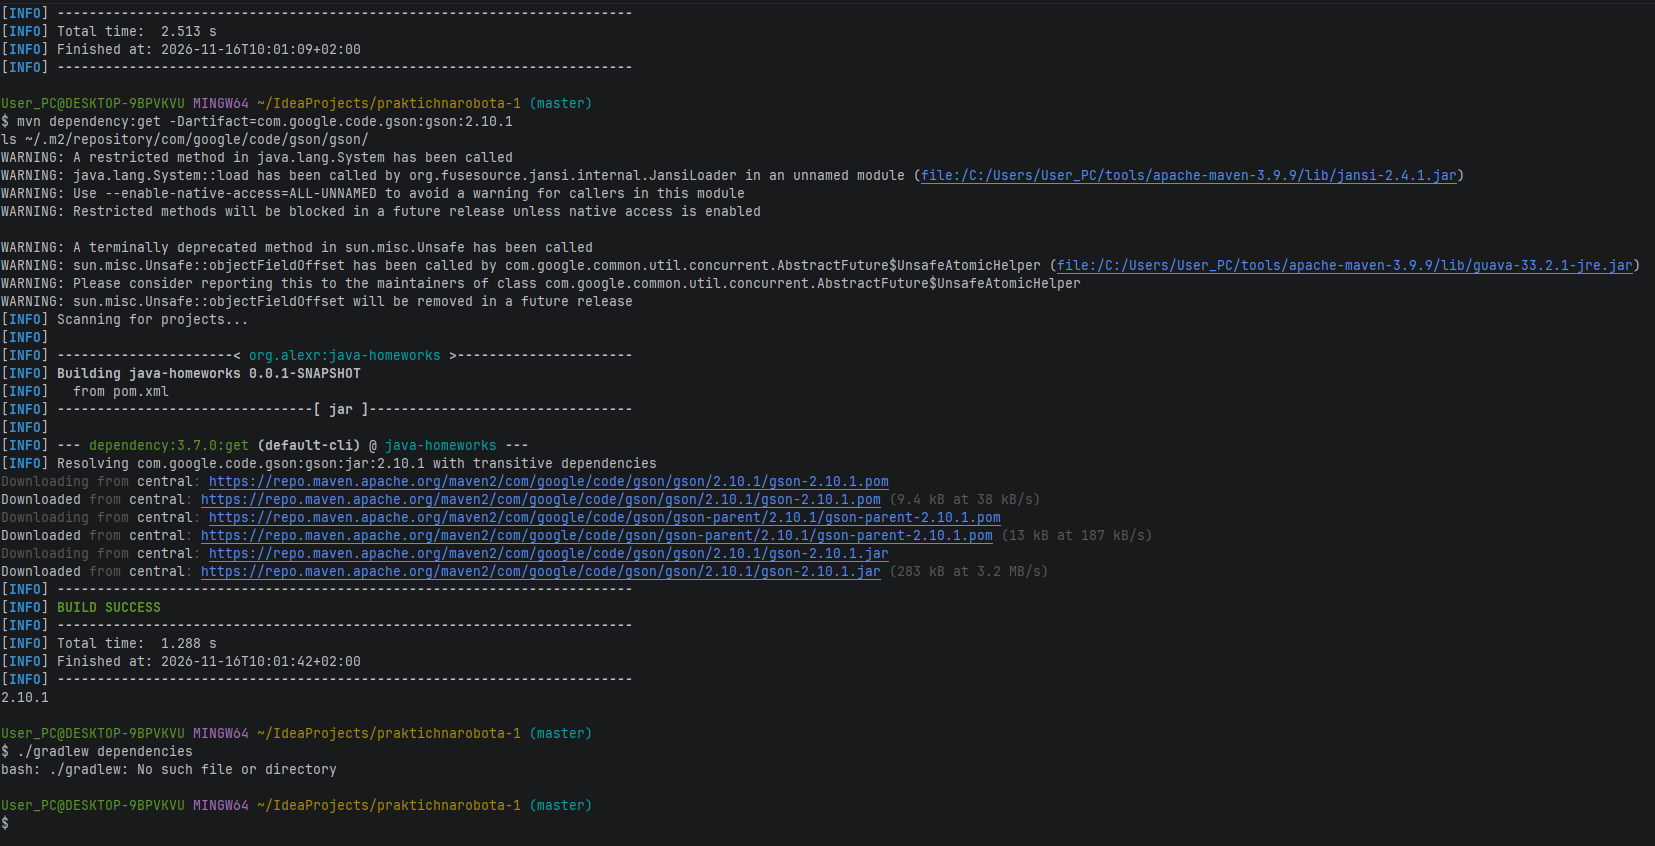 [INFO] ------------------------------------------------------------------------
[INFO] Total time:  2.513 s
[INFO] Finished at: 2026-11-16T10:01:09+02:00
[INFO] ------------------------------------------------------------------------
User_PC@DESKTOP-9BPVKVU MINGW64 ~/IdeaProjects/praktichnarobota-1 (master)
$ mvn dependency:get -Dartifact=com.google.code.gson:gson:2.10.1
ls ~/.m2/repository/com/google/code/gson/gson/
WARNING: A restricted method in java.lang.System has been called
WARNING: java.lang.System::load has been called by org.fusesource.jansi.internal.JansiLoader in an unnamed module (file:/C:/Users/User_PC/tools/apache-maven-3.9.9/lib/jansi-2.4.1.jar)
WARNING: Use --enable-native-access=ALL-UNNAMED to avoid a warning for callers in this module
WARNING: Restricted methods will be blocked in a future release unless native access is enabled
WARNING: A terminally deprecated method in sun.misc.Unsafe has been called
WARNING: sun.misc.Unsafe::objectFieldOffset has been called by com.google.common.util.concurrent.AbstractFuture$UnsafeAtomicHelper (file:/C:/Users/User_PC/tools/apache-maven-3.9.9/lib/guava-33.2.1-jre.jar)
WARNING: Please consider reporting this to the maintainers of class com.google.common.util.concurrent.AbstractFuture$UnsafeAtomicHelper
WARNING: sun.misc.Unsafe::objectFieldOffset will be removed in a future release
[INFO] Scanning for projects...
[INFO]
[INFO] ----------------------< org.alexr:java-homeworks >----------------------
[INFO] Building java-homeworks 0.0.1-SNAPSHOT
[INFO]   from pom.xml
[INFO] --------------------------------[ jar ]---------------------------------
[INFO]
[INFO] --- dependency:3.7.0:get (default-cli) @ java-homeworks ---
[INFO] Resolving com.google.code.gson:gson:jar:2.10.1 with transitive dependencies
Downloading from central: https://repo.maven.apache.org/maven2/com/google/code/gson/gson/2.10.1/gson-2.10.1.pom
Downloaded from central: https://repo.maven.apache.org/maven2/com/google/code/gson/gson/2.10.1/gson-2.10.1.pom (9.4 kB at 38 kB/s)
Downloading from central: https://repo.maven.apache.org/maven2/com/google/code/gson/gson-parent/2.10.1/gson-parent-2.10.1.pom
Downloaded from central: https://repo.maven.apache.org/maven2/com/google/code/gson/gson-parent/2.10.1/gson-parent-2.10.1.pom (13 kB at 187 kB/s)
Downloading from central: https://repo.maven.apache.org/maven2/com/google/code/gson/gson/2.10.1/gson-2.10.1.jar
Downloaded from central: https://repo.maven.apache.org/maven2/com/google/code/gson/gson/2.10.1/gson-2.10.1.jar (283 kB at 3.2 MB/s)
[INFO] ------------------------------------------------------------------------
[INFO] BUILD SUCCESS
[INFO] ------------------------------------------------------------------------
[INFO] Total time:  1.288 s
[INFO] Finished at: 2026-11-16T10:01:42+02:00
[INFO] ------------------------------------------------------------------------
2.10.1
User_PC@DESKTOP-9BPVKVU MINGW64 ~/IdeaProjects/praktichnarobota-1 (master)
$ ./gradlew dependencies
bash: ./gradlew: No such file or directory
User_PC@DESKTOP-9BPVKVU MINGW64 ~/IdeaProjects/praktichnarobota-1 (master)
$